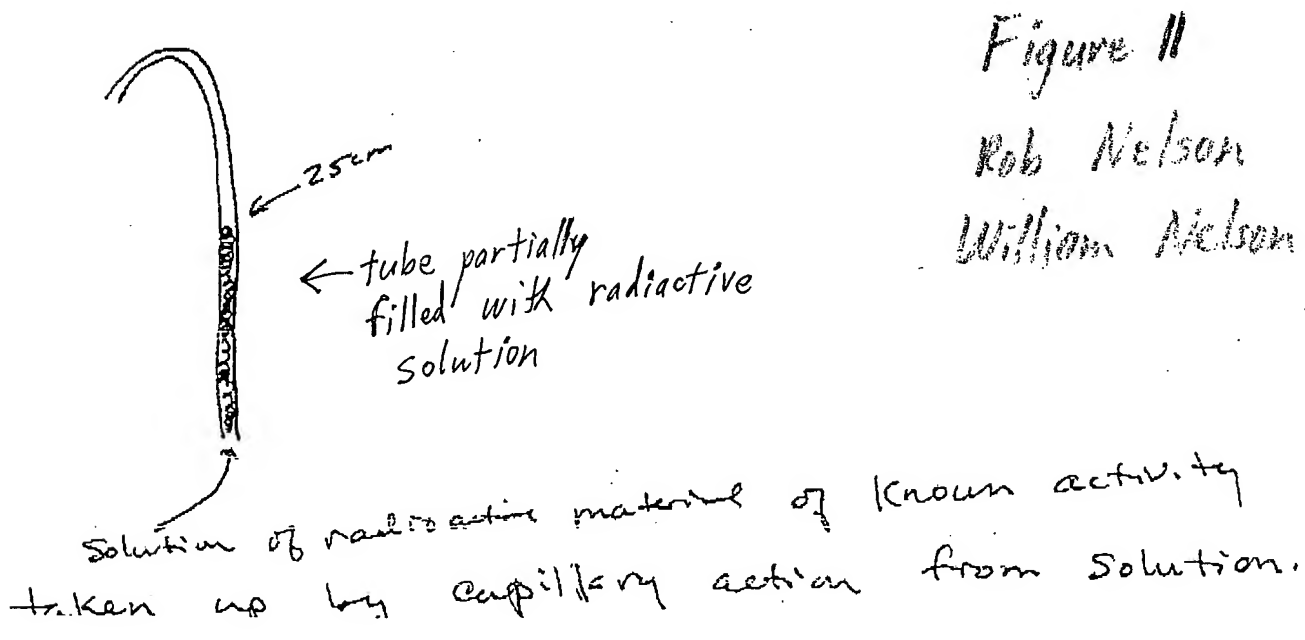 Figure 11
Rob Nelson
William Nelson
25cm
← tube partially
filled with radiactive
solution
Solution of radioactive material of Known activity
taken up by capillary action from solution.